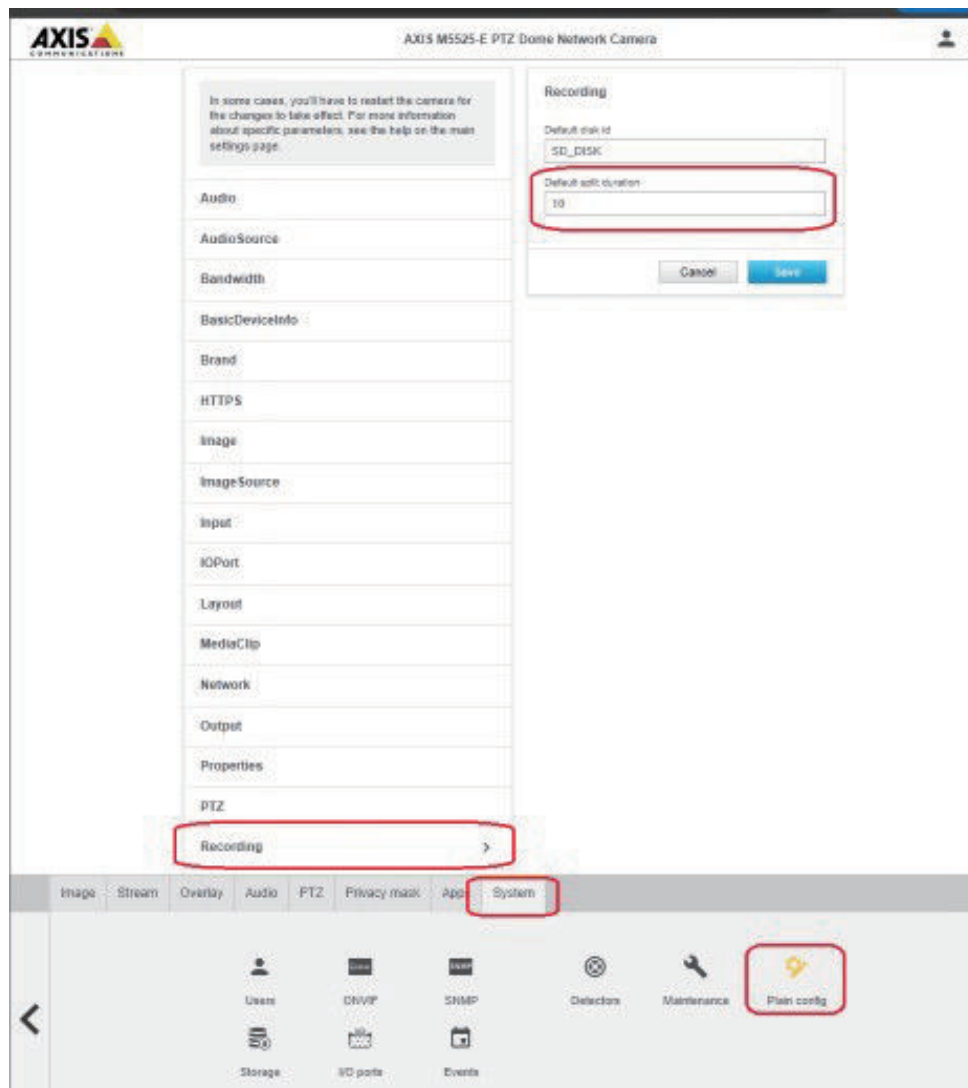 AXIS
COMMUNICATIONS
AXIS M5525-E PTZ Dome Network Camera
In some cases, you'll have to restart the camera for
the changes to take effect. For more information
about specific parameters, see the help on the main
settings page.
Audio
AudioSource
Bandwidth
BasicDeviceInfo
Brand
HTTPS
Image
ImageSource
Input
IOPort
Layout
MediaClip
Network
Output
Properties
PTZ
Recording
Recording
Default disk id
SD_DISK
Default split duration
10
Cancel Save
Image Stream Overlay Audio PTZ Privacy mask Apps System
Users ONVIF SNMP Detectors Maintenance Plain config
Storage I/O ports Events